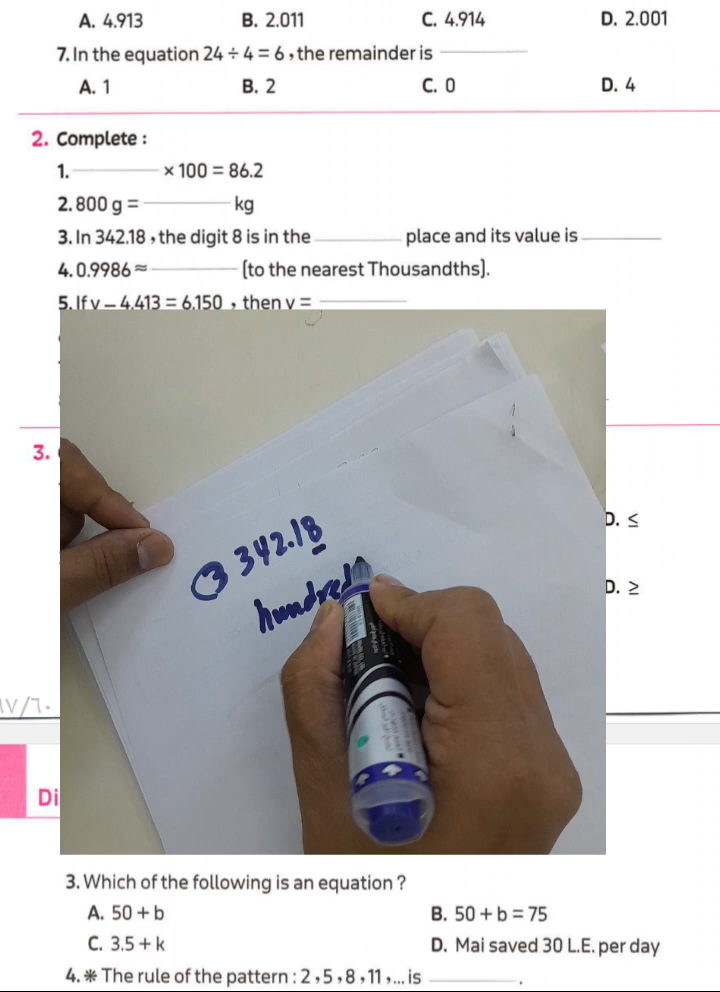 A. 4.913 B. 2.011 C. 4.914 D. 2.001
7. In the equation 24 ÷ 4 = 6 , the remainder is
A. 1 B. 2 C. 0 D. 4
2. Complete :
1. × 100 = 86.2
2. 800 g = kg
3. In 342.18 , the digit 8 is in the place and its value is
4. 0.9986 ≈ (to the nearest Thousandths).
5. If v – 4.413 = 6.150 , then v =
3.
D. ≤
3 342.18
D. ≥
hundred
Di
3. Which of the following is an equation ?
A. 50 + b B. 50 + b = 75
C. 3.5 + k D. Mai saved 30 L.E. per day
4. * The rule of the pattern : 2 , 5 , 8 , 11 , ... is .